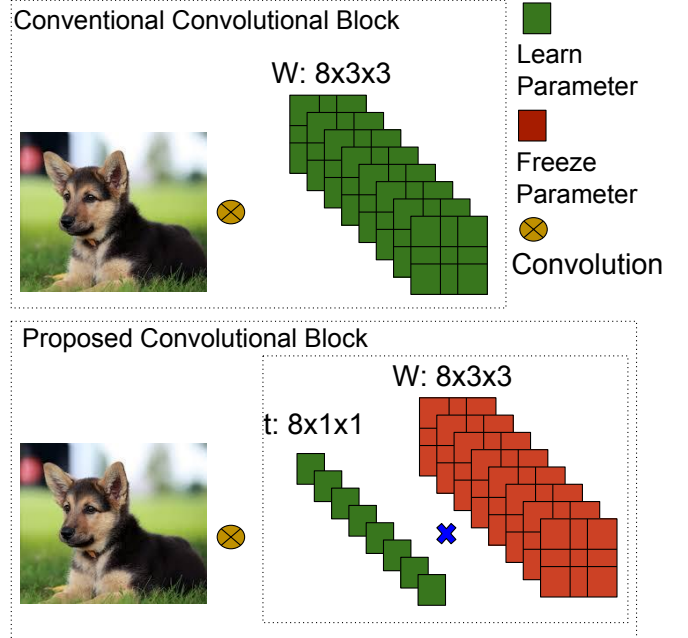 Conventional Convolutional Block
W: 8x3x3
Learn
Parameter
Freeze
Parameter
Convolution
Proposed Convolutional Block
W: 8x3x3
t: 8x1x1